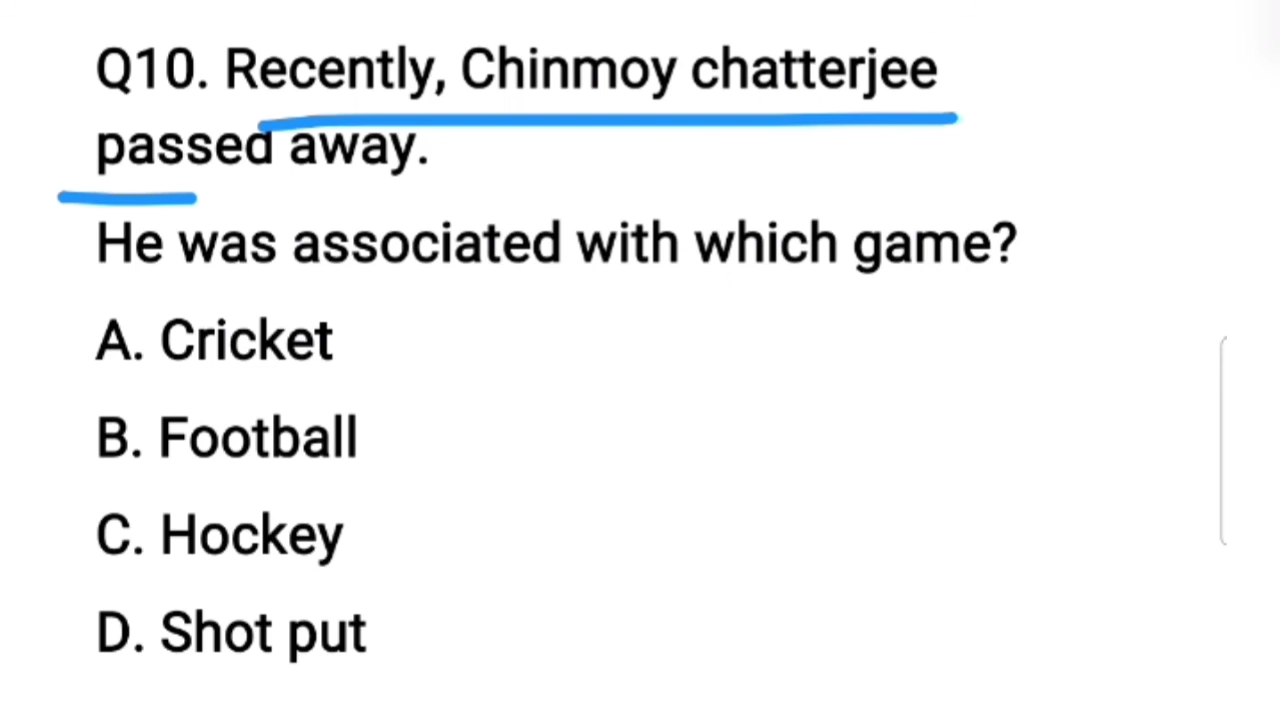 Q10. Recently, Chinmoy chatterjee
passed away.
He was associated with which game?
A. Cricket
B. Football
C. Hockey
D. Shot put